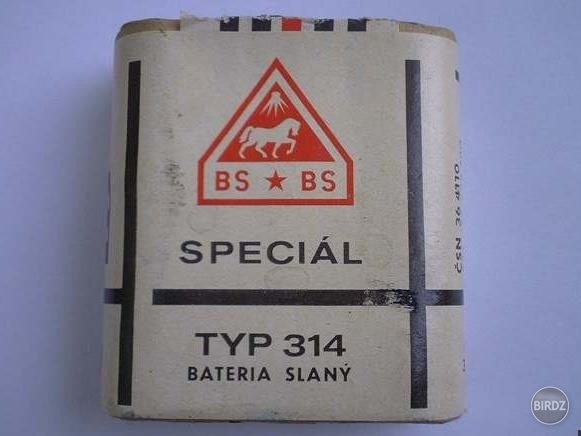 BS ★ BS
SPECIÁL
TYP 314
BATERIA SLANÝ
ČSN 36 4110
BIRDZ